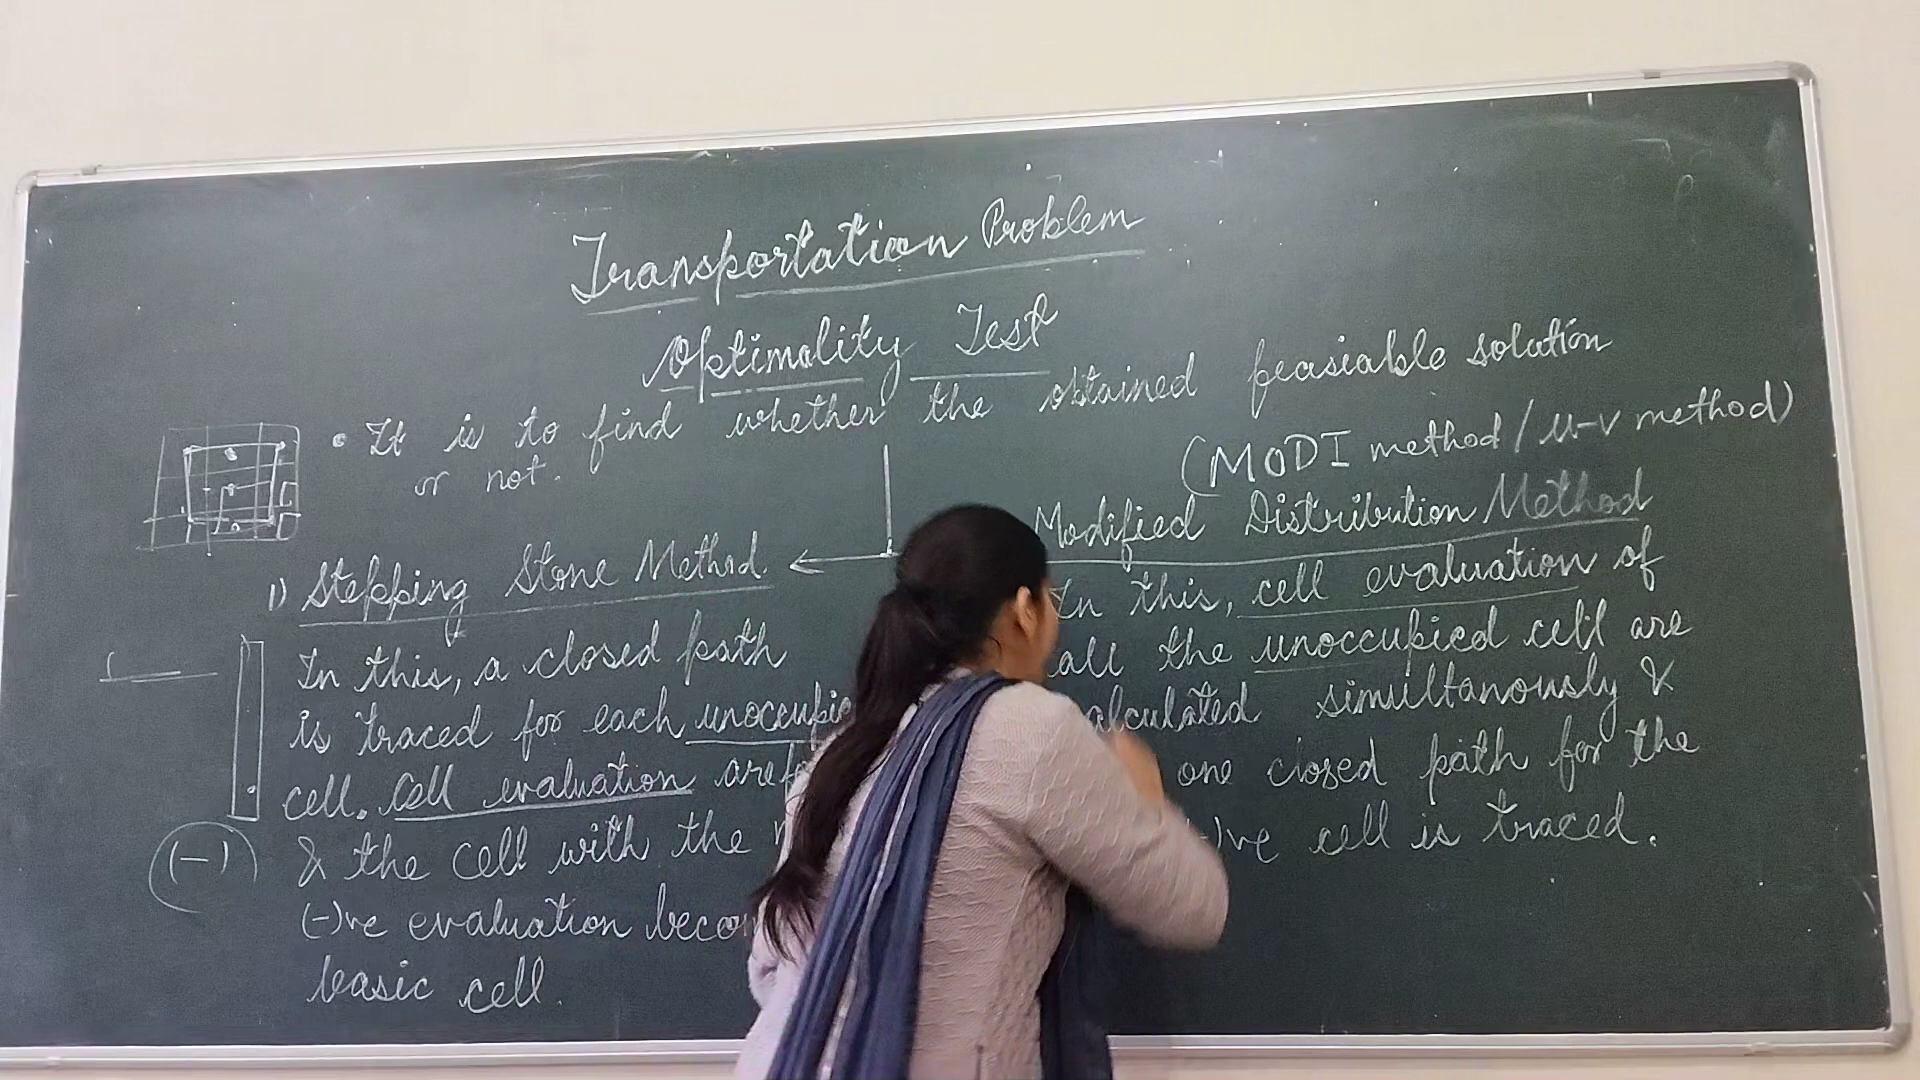 Transportation Problem
Optimality Test
• It is to find whether the obtained feasiable solution
or not.
(MODI method/U-V method)
1) Stepping Stone Method.
In this, a closed path
is traced for each
cell. Cell evaluation are
& the cell with the
(-)ve evaluation
basic cell.
(-)
Modified Distribution Method
In this, cell evaluation of
all the unoccupied cell are
simultanously &
one closed path for the
cell is traced.